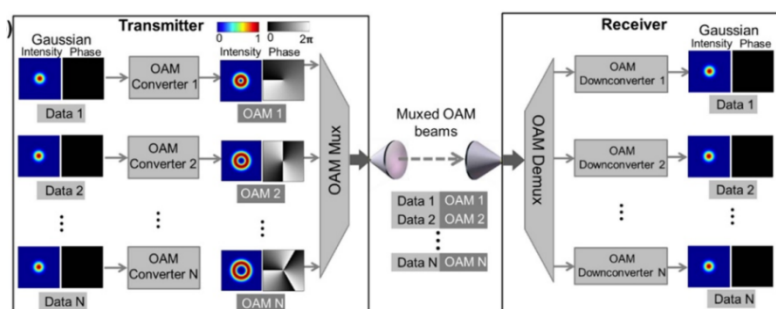 )
Transmitter
0 1
0 2π
Gaussian
Intensity Phase
Intensity Phase
OAM
Converter 1
Data 1
OAM 1
OAM
Converter 2
Data 2
OAM 2
OAM
Converter N
Data N
OAM N
OAM Mux
Muxed OAM
beams
Data 1 OAM 1
Data 2 OAM 2
Data N OAM N
Receiver
OAM Demux
Gaussian
Intensity Phase
OAM
Downconverter 1
Data 1
OAM
Downconverter 2
Data 2
OAM
Downconverter N
Data N